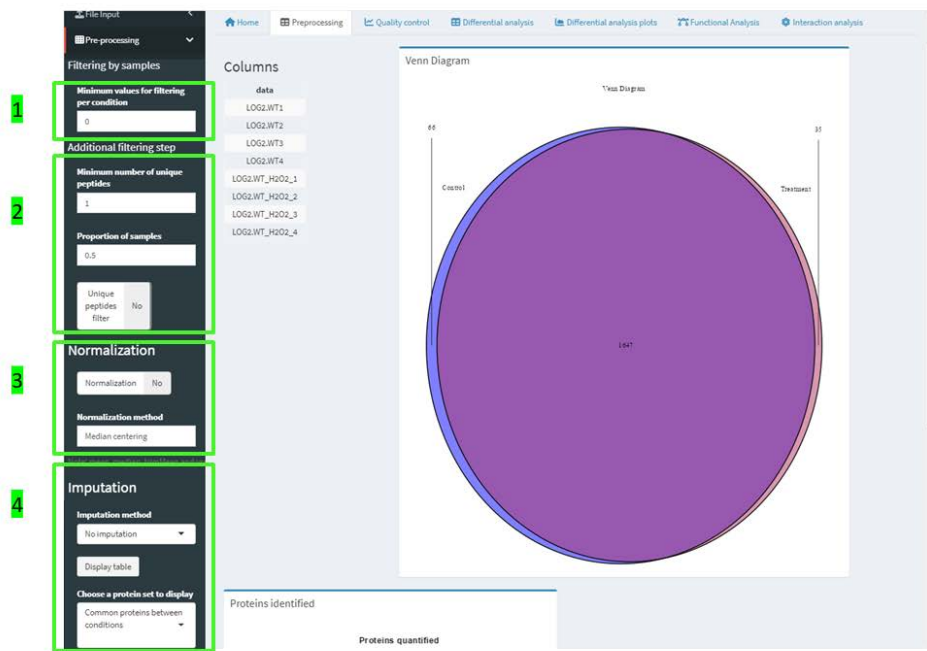 File Input
Home
Preprocessing
Quality control
Differential analysis
Differential analysis plots
Functional Analysis
Interaction analysis
Pre-processing
Filtering by samples
1
Minimum values for filtering
per condition
0
Additional filtering step
2
Minimum number of unique
peptides
1
Proportion of samples
0.5
Unique
peptides
filter
No
Normalization
3
Normalization
No
Normalization method
Median centering
Imputation
4
Imputation method
No imputation
Display table
Choose a protein set to display
Common proteins between
conditions
Columns
data
LOG2.WT1
LOG2.WT2
LOG2.WT3
LOG2.WT4
LOG2.WT_H2O2_1
LOG2.WT_H2O2_2
LOG2.WT_H2O2_3
LOG2.WT_H2O2_4
Venn Diagram
Venn Diagram
66
Control
Treatment
1647
Proteins identified
Proteins quantified